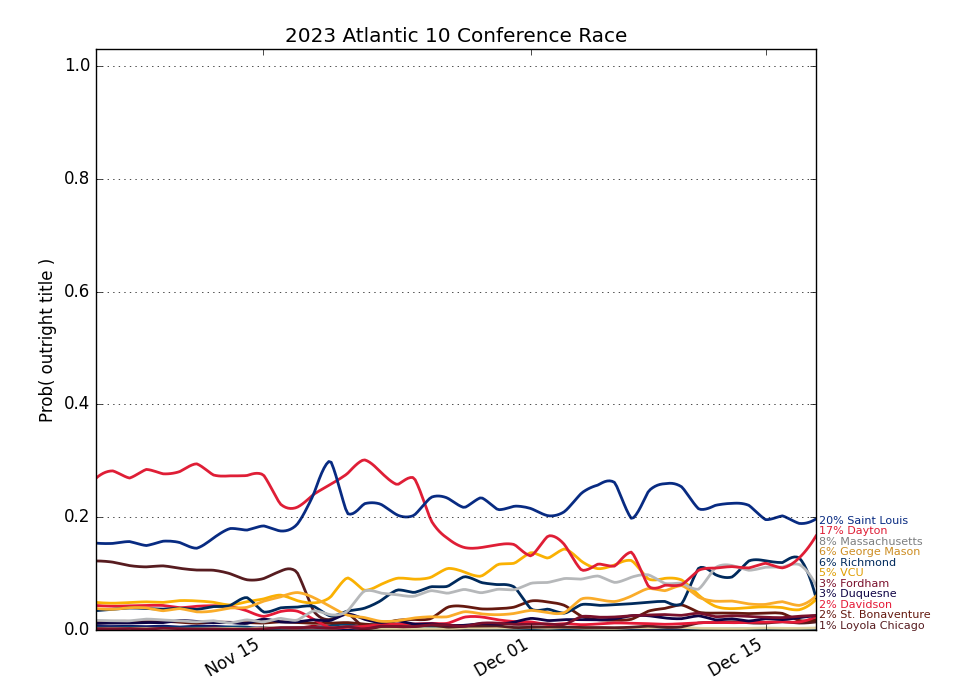 2023 Atlantic 10 Conference Race
Prob( outright title )
1.0
0.8
0.6
0.4
0.2
0.0
Nov 15
Dec 01
Dec 15
20% Saint Louis
17% Dayton
8% Massachusetts
6% George Mason
6% Richmond
5% VCU
3% Fordham
3% Duquesne
2% Davidson
2% St. Bonaventure
1% Loyola Chicago